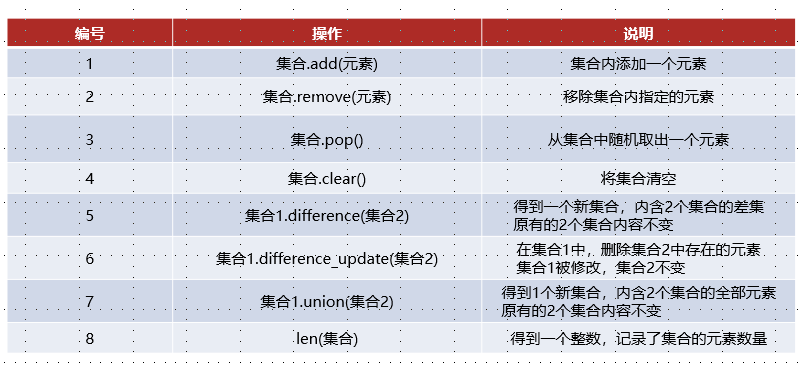 编号 操作 说明
1 集合.add(元素) 集合内添加一个元素
2 集合.remove(元素) 移除集合内指定的元素
3 集合.pop() 从集合中随机取出一个元素
4 集合.clear() 将集合清空
5 集合1.difference(集合2) 得到一个新集合，内含2个集合的差集
原有的2个集合内容不变
6 集合1.difference_update(集合2) 在集合1中，删除集合2中存在的元素
集合1被修改，集合2不变
7 集合1.union(集合2) 得到1个新集合，内含2个集合的全部元素
原有的2个集合内容不变
8 len(集合) 得到一个整数，记录了集合的元素数量